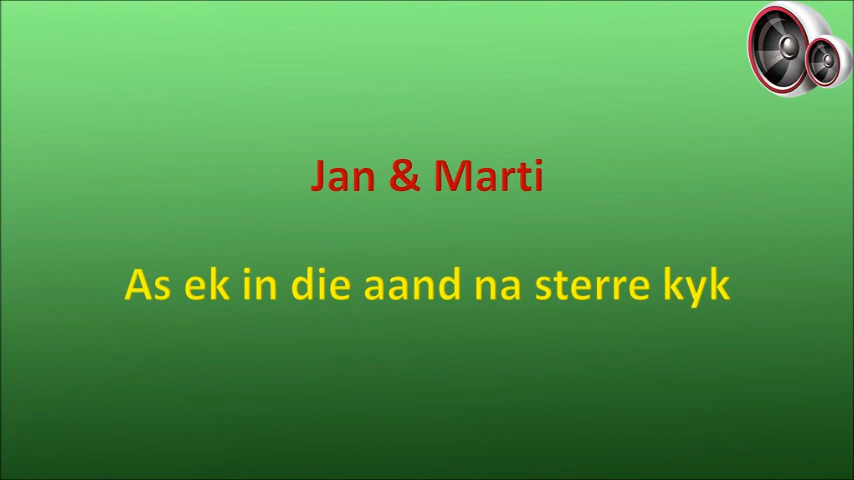 Jan & Marti
As ek in die aand na sterre kyk